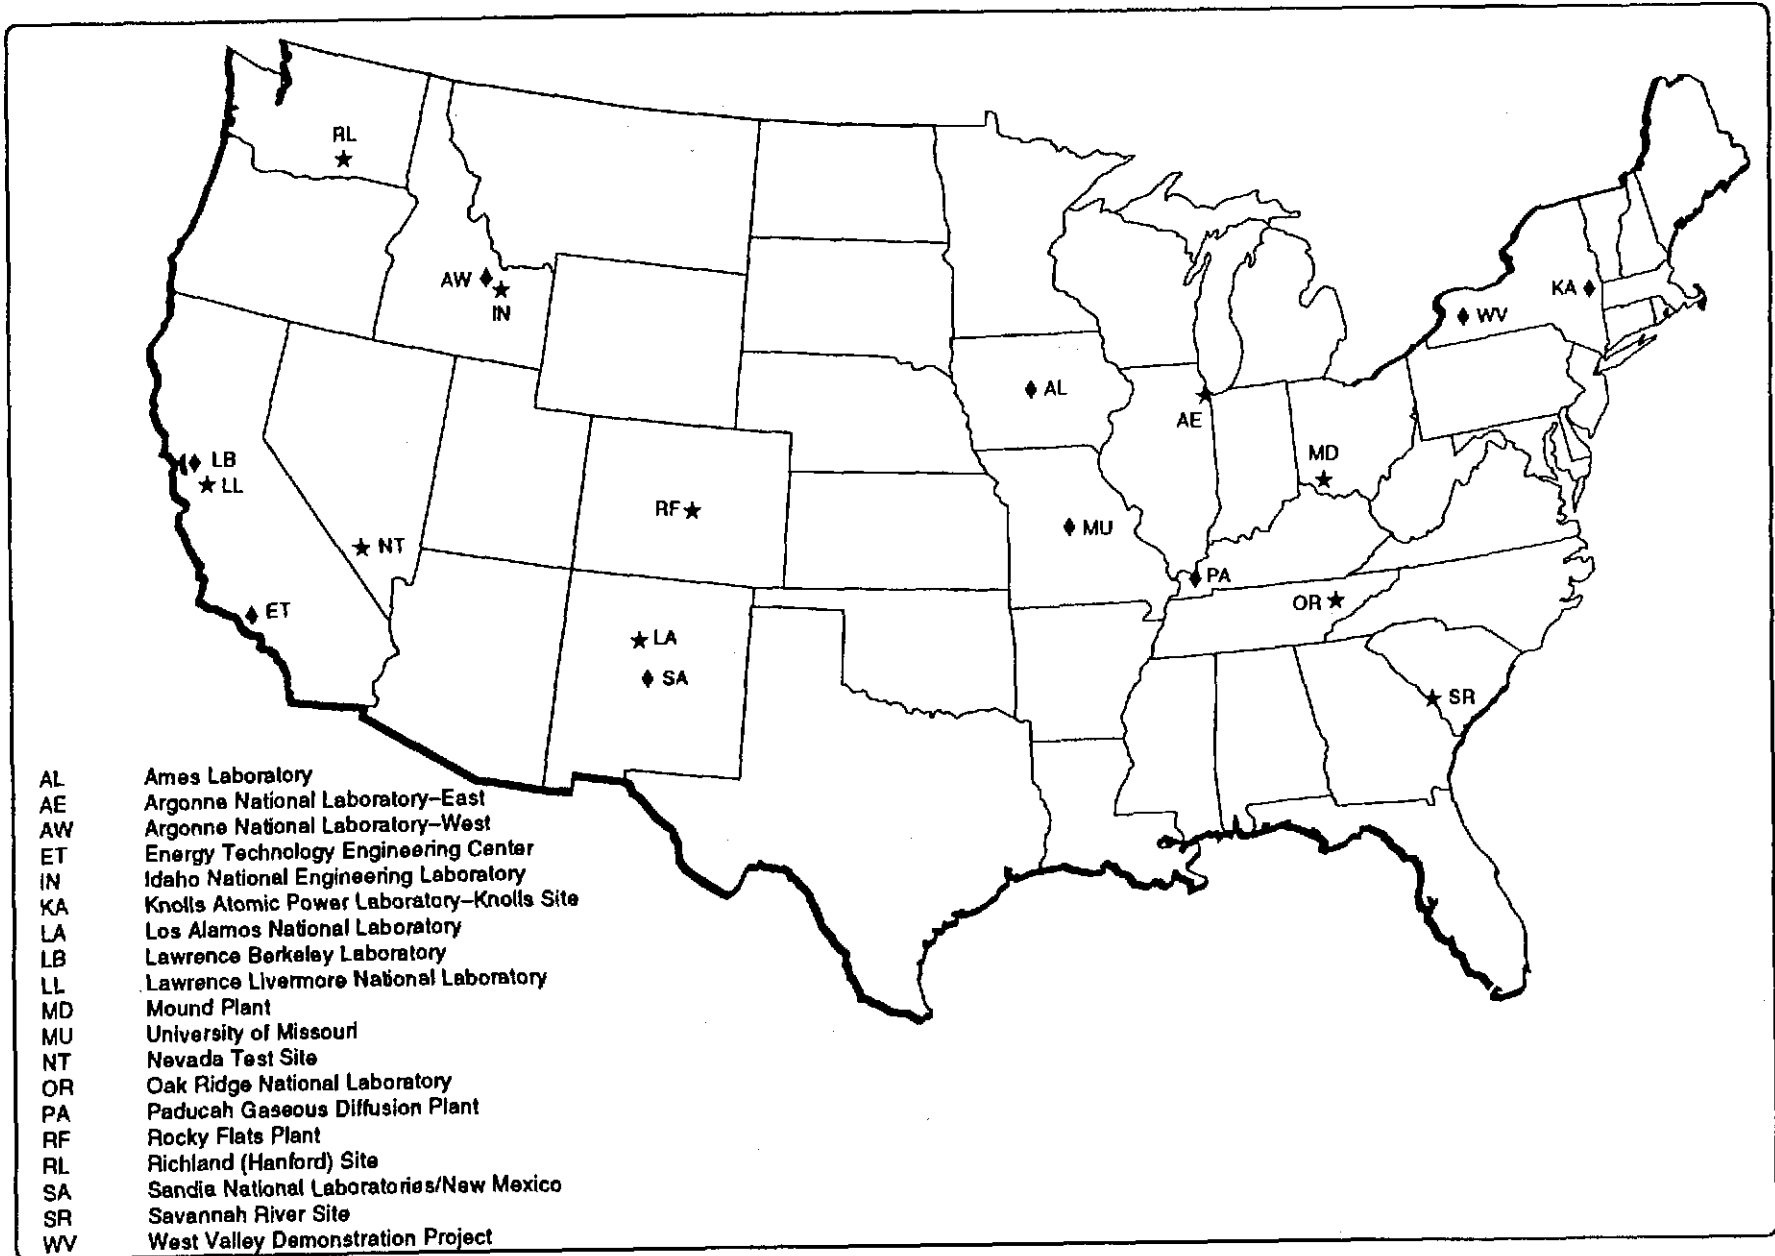 RL
AW
IN
KA
WV
AL
AE
MD
LB
LL
RF
NT
MU
PA
OR
ET
LA
SA
SR
AL Ames Laboratory
AE Argonne National Laboratory–East
AW Argonne National Laboratory–West
ET Energy Technology Engineering Center
IN Idaho National Engineering Laboratory
KA Knolls Atomic Power Laboratory–Knolls Site
LA Los Alamos National Laboratory
LB Lawrence Berkeley Laboratory
LL Lawrence Livermore National Laboratory
MD Mound Plant
MU University of Missouri
NT Nevada Test Site
OR Oak Ridge National Laboratory
PA Paducah Gaseous Diffusion Plant
RF Rocky Flats Plant
RL Richland (Hanford) Site
SA Sandia National Laboratories/New Mexico
SR Savannah River Site
WV West Valley Demonstration Project